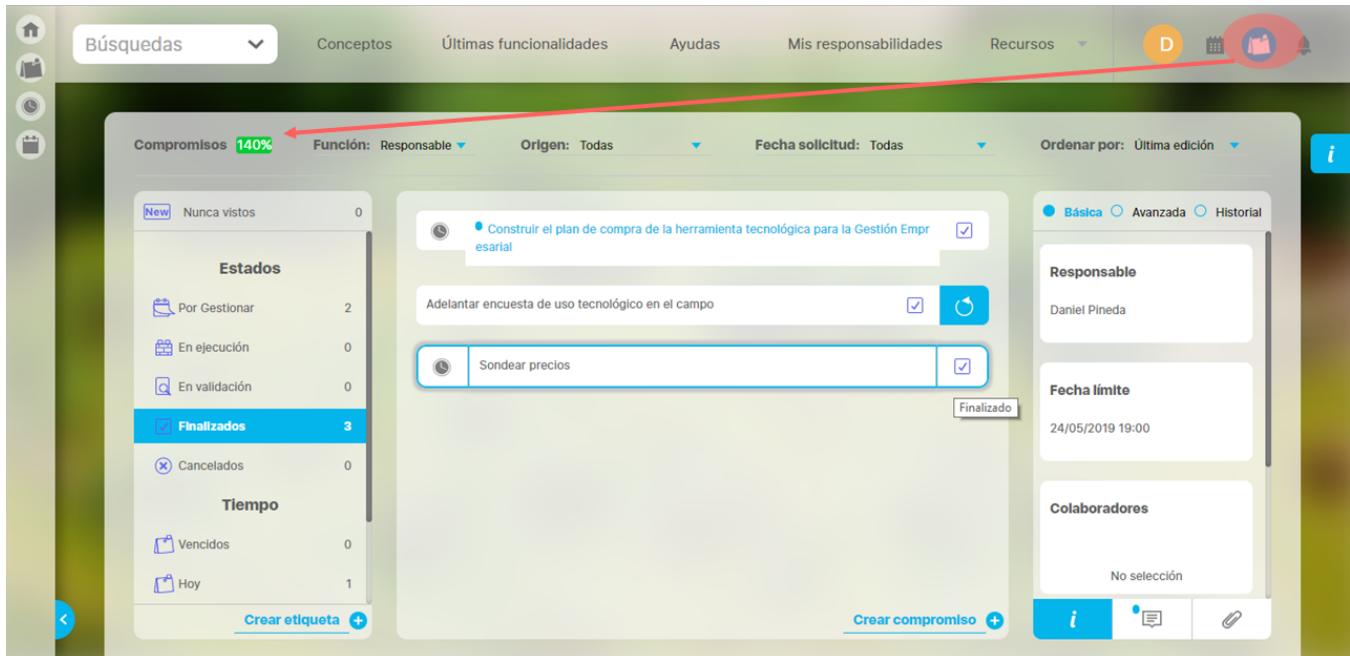 Búsquedas
Conceptos
Últimas funcionalidades
Ayudas
Mis responsabilidades
Recursos
D
Compromisos 140%
Función: Responsable
Origen: Todas
Fecha solicitud: Todas
Ordenar por: Última edición
i
New Nunca vistos 0
Estados
Por Gestionar 2
En ejecución 0
En validación 0
Finalizados 3
Cancelados 0
Tiempo
Vencidos 0
Hoy 1
Crear etiqueta
Construir el plan de compra de la herramienta tecnológica para la Gestión Empr
esarial
Adelantar encuesta de uso tecnológico en el campo
Sondear precios
Finalizado
Crear compromiso
Básica Avanzada Historial
Responsable
Daniel Pineda
Fecha límite
24/05/2019 19:00
Colaboradores
No selección
i